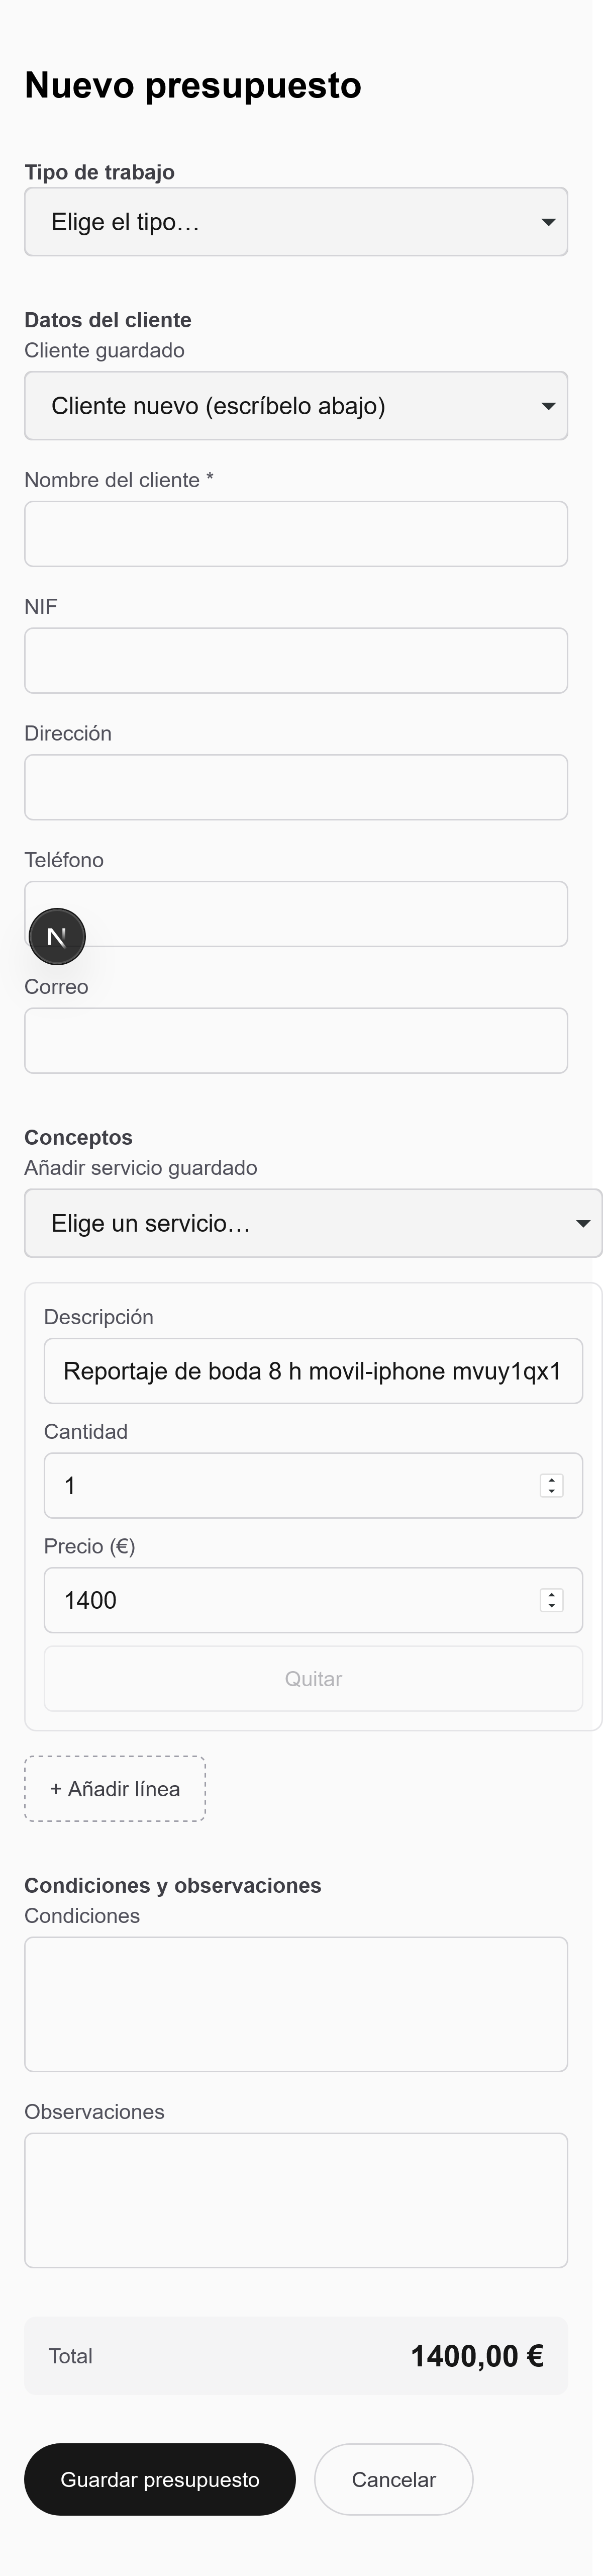 Nuevo presupuesto
Tipo de trabajo
Elige el tipo…
Datos del cliente
Cliente guardado
Cliente nuevo (escríbelo abajo)
Nombre del cliente *
NIF
Dirección
Teléfono
N
Correo
Conceptos
Añadir servicio guardado
Elige un servicio…
Descripción
Reportaje de boda 8 h movil-iphone mvuy1qx1
Cantidad
1
Precio (€)
1400
Quitar
+ Añadir línea
Condiciones y observaciones
Condiciones
Observaciones
Total 1400,00 €
Guardar presupuesto Cancelar